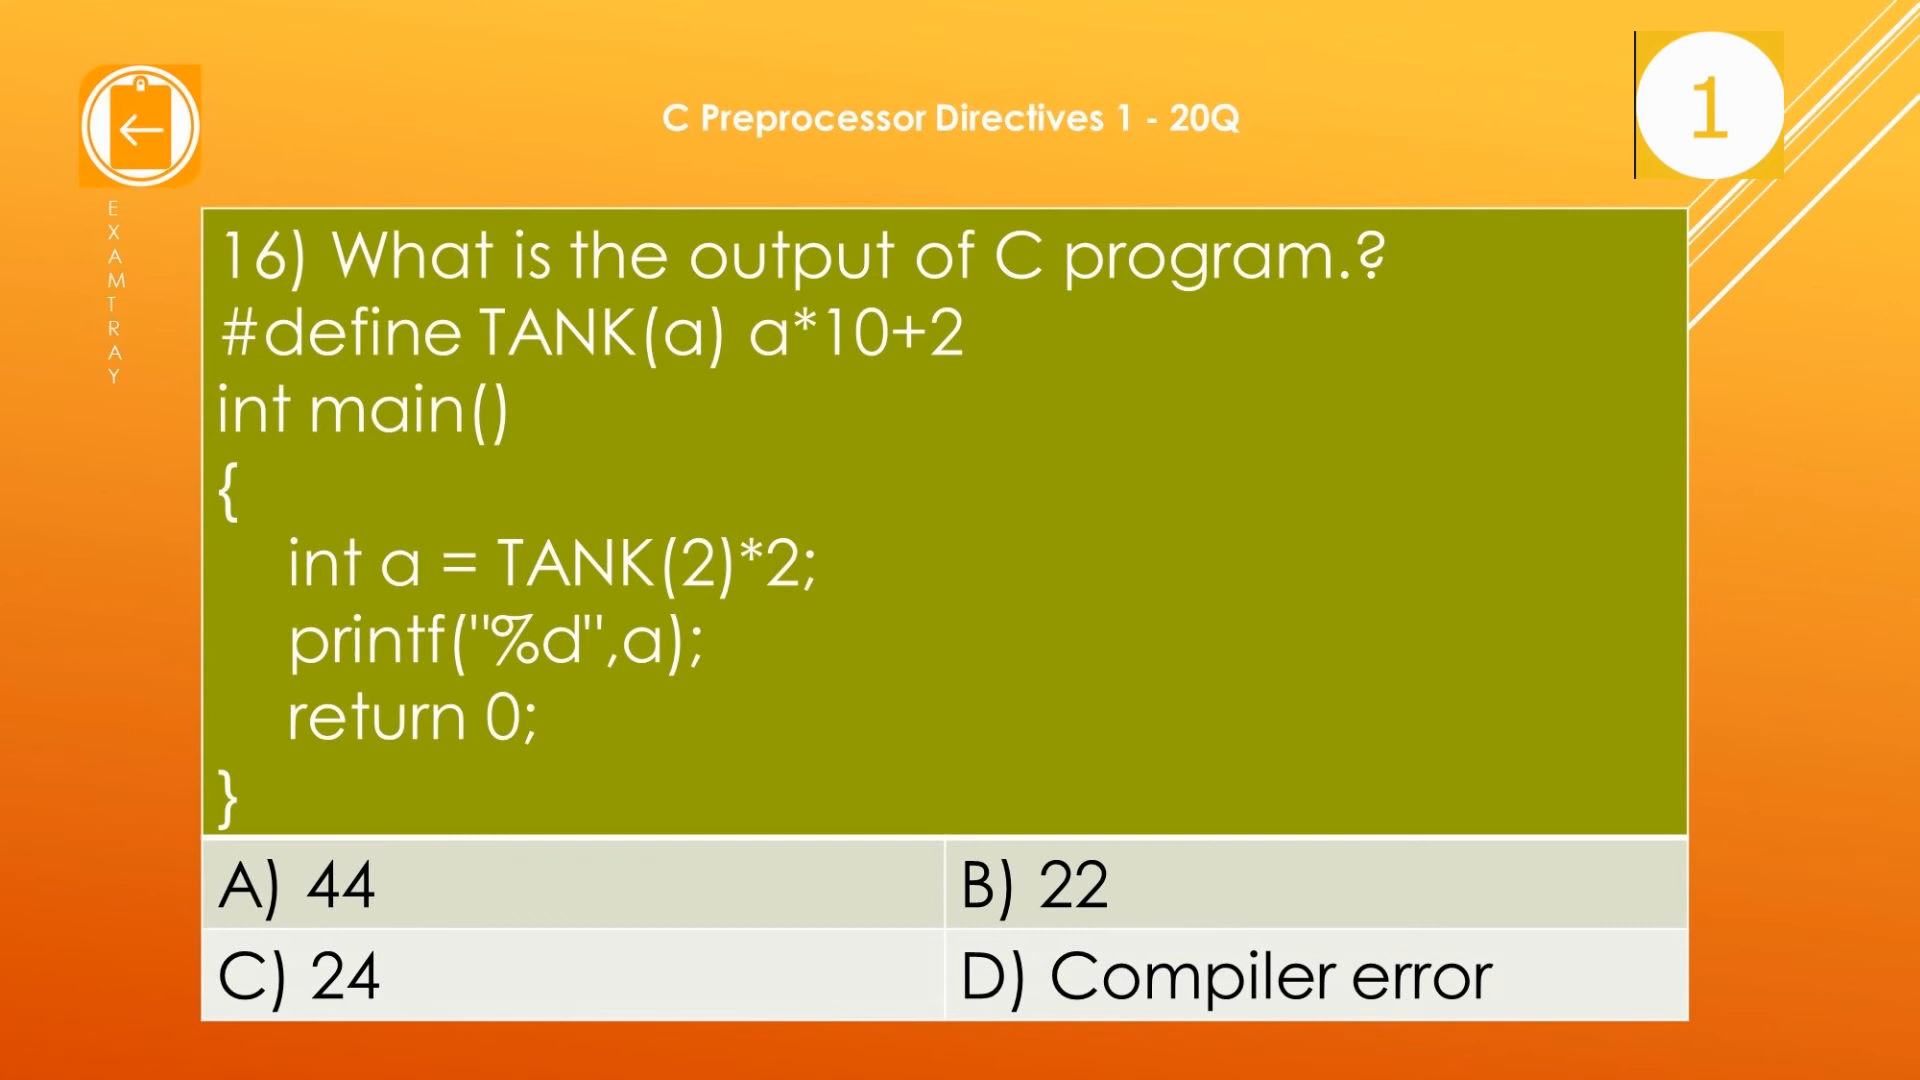 C Preprocessor Directives 1 - 20Q
1
E
X
A
M
T
R
A
Y
16) What is the output of C program.?
#define TANK(a) a*10+2
int main()
{
int a = TANK(2)*2;
printf("%d",a);
return 0;
}
A) 44
B) 22
C) 24
D) Compiler error